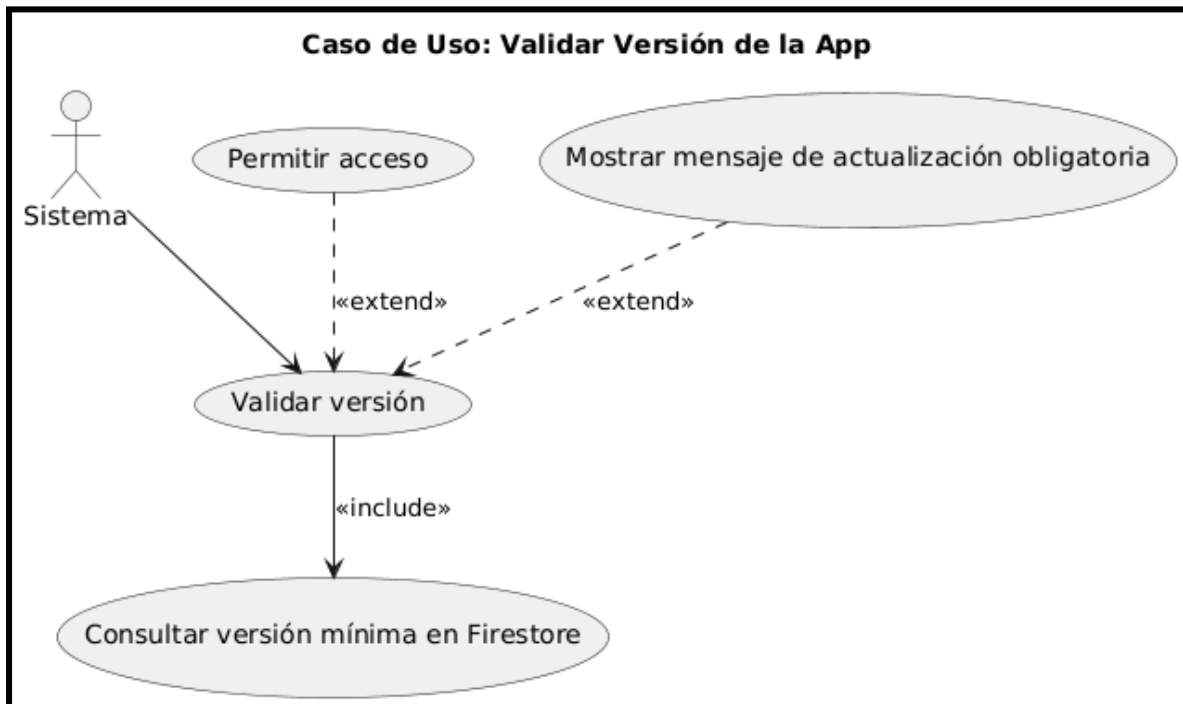 Caso de Uso: Validar Versión de la App
Permitir acceso
Mostrar mensaje de actualización obligatoria
Sistema
«extend»
«extend»
Validar versión
«include»
Consultar versión mínima en Firestore